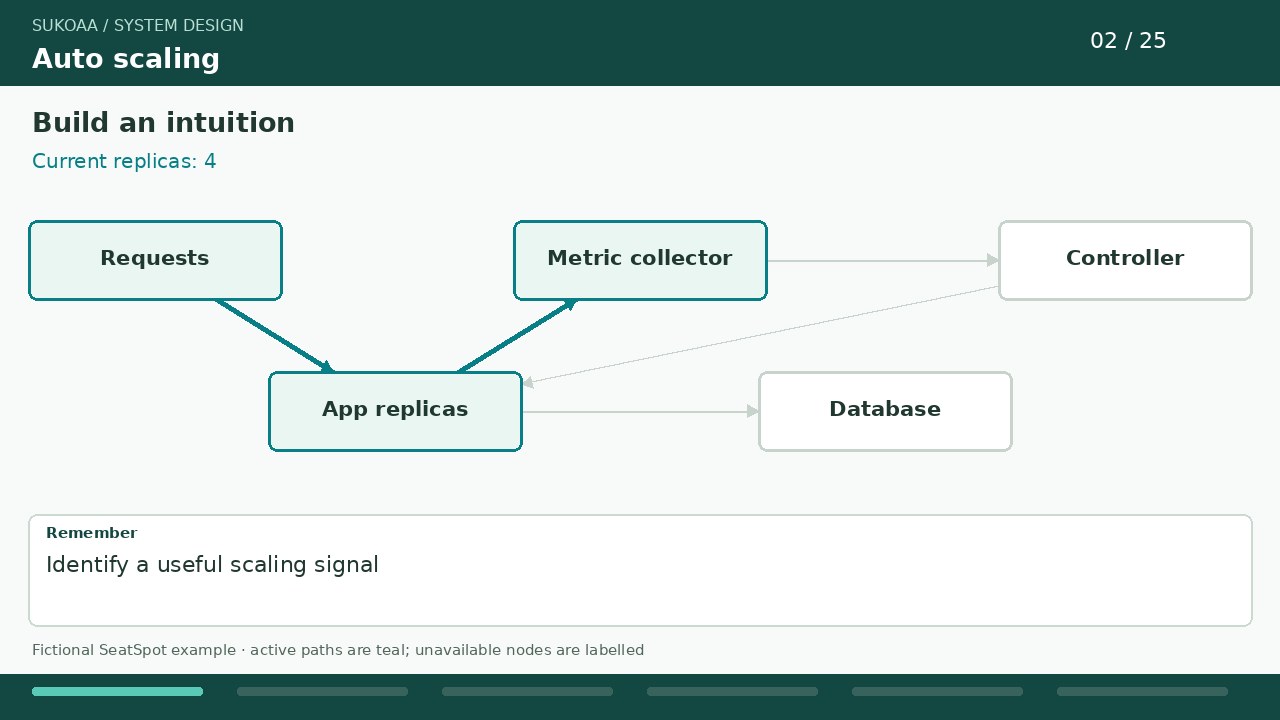 SUKOAA / SYSTEM DESIGN
Auto scaling
02 / 25
Build an intuition
Current replicas: 4
Requests
Metric collector
Controller
App replicas
Database
Remember
Identify a useful scaling signal
Fictional SeatSpot example · active paths are teal; unavailable nodes are labelled